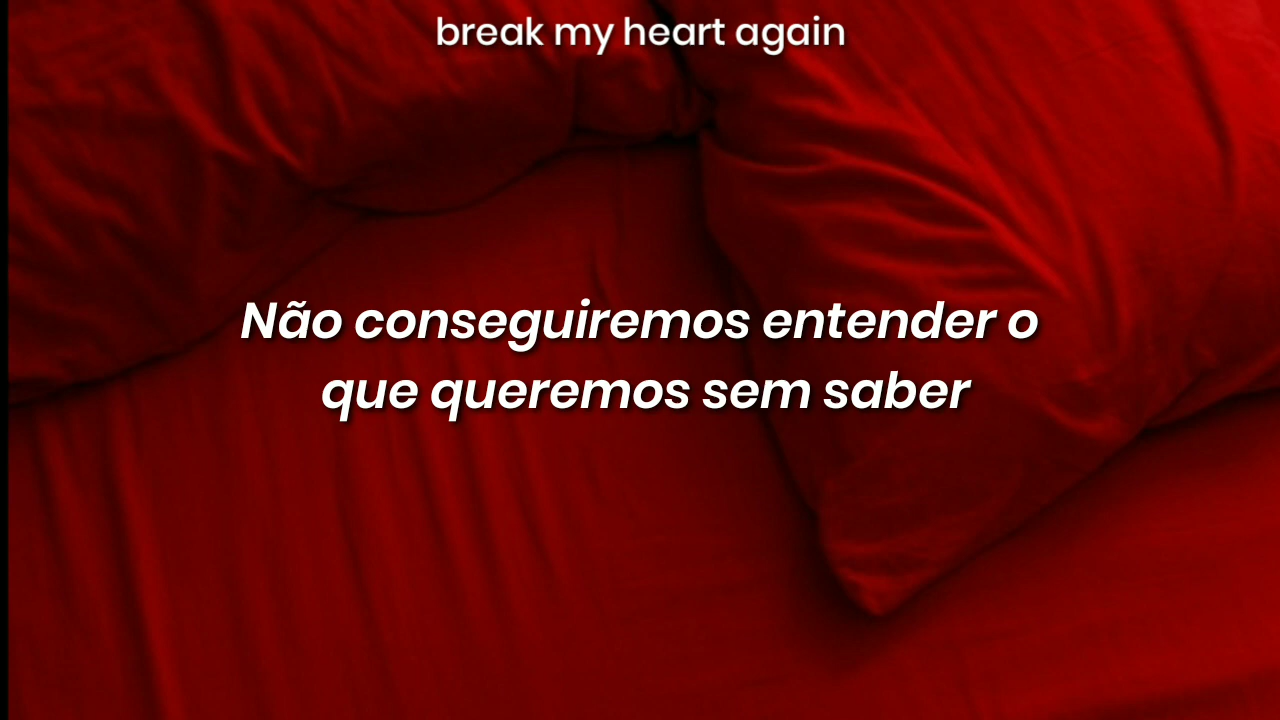 break my heart again
Não conseguiremos entender o
que queremos sem saber